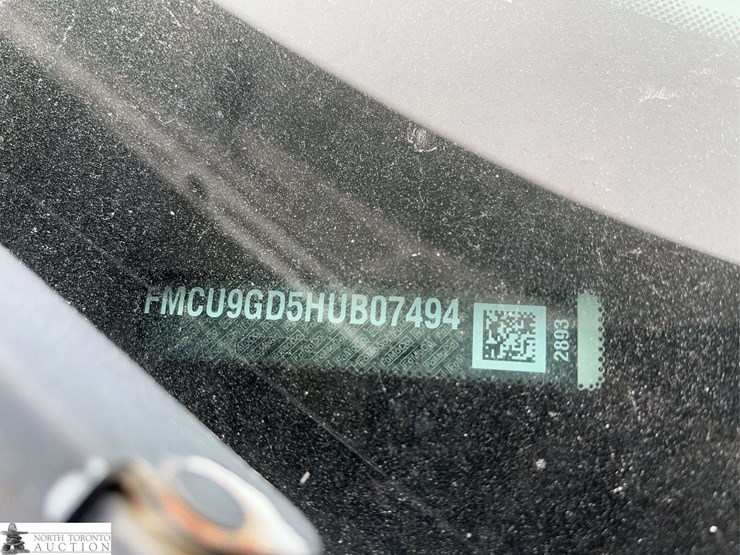 FMCU9GD5HUB07494
2893
NORTH TORONTO
AUCTION